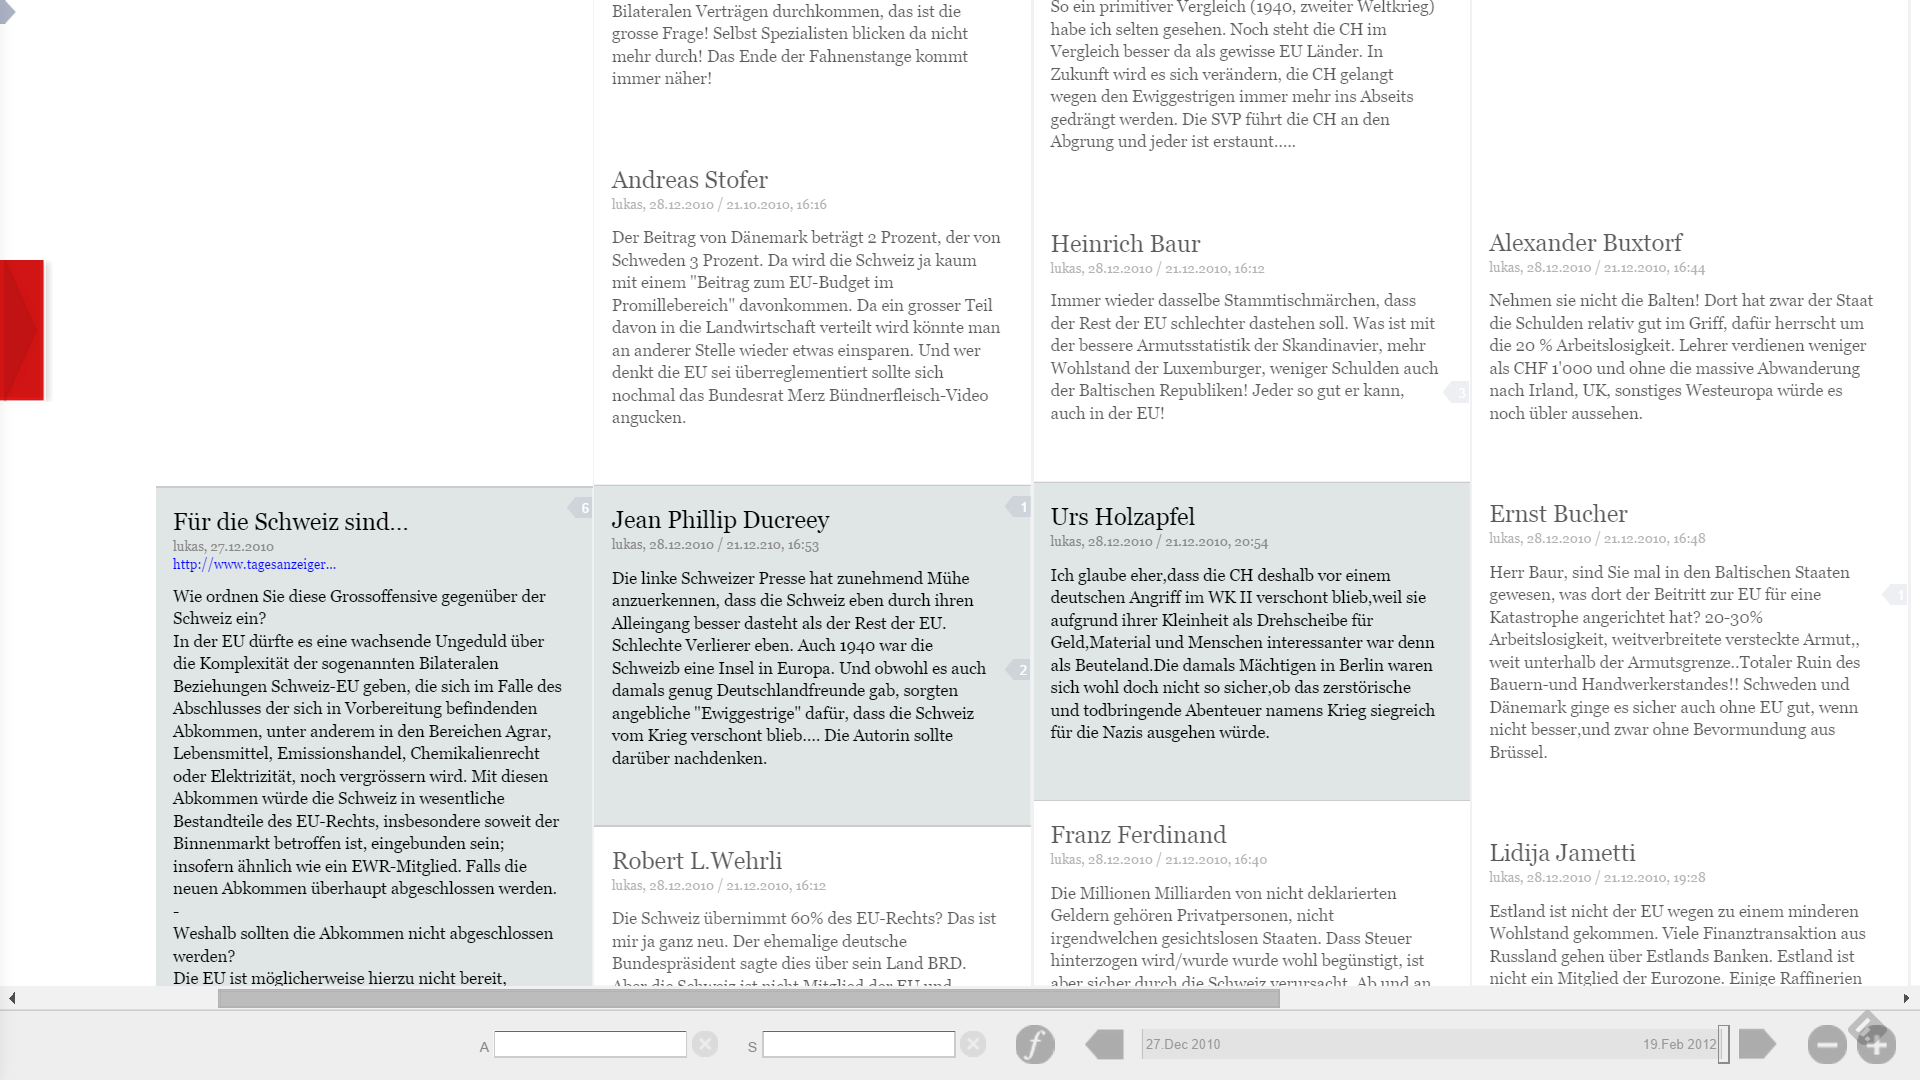 Für die Schweiz sind...
lukas, 27.12.2010
http://www.tagesanzeiger...
6
Wie ordnen Sie diese Grossoffensive gegenüber der
Schweiz ein?
In der EU dürfte es eine wachsende Ungeduld über
die Komplexität der sogenannten Bilateralen
Beziehungen Schweiz-EU geben, die sich im Falle des
Abschlusses der sich in Vorbereitung befindenden
Abkommen, unter anderem in den Bereichen Agrar,
Lebensmittel, Emissionshandel, Chemikalienrecht
oder Elektrizität, noch vergrössern wird. Mit diesen
Abkommen würde die Schweiz in wesentliche
Bestandteile des EU-Rechts, insbesondere soweit der
Binnenmarkt betroffen ist, eingebunden sein;
insofern ähnlich wie ein EWR-Mitglied. Falls die
neuen Abkommen überhaupt abgeschlossen werden.
-
Weshalb sollten die Abkommen nicht abgeschlossen
werden?
Die EU ist möglicherweise hierzu nicht bereit,
Bilateralen Verträgen durchkommen, das ist die
grosse Frage! Selbst Spezialisten blicken da nicht
mehr durch! Das Ende der Fahnenstange kommt
immer näher!
Andreas Stofer
lukas, 28.12.2010 / 21.10.2010, 16:16
Der Beitrag von Dänemark beträgt 2 Prozent, der von
Schweden 3 Prozent. Da wird die Schweiz ja kaum
mit einem "Beitrag zum EU-Budget im
Promillebereich" davonkommen. Da ein grosser Teil
davon in die Landwirtschaft verteilt wird könnte man
an anderer Stelle wieder etwas einsparen. Und wer
denkt die EU sei überreglementiert sollte sich
nochmal das Bundesrat Merz Bündnerfleisch-Video
angucken.
Jean Phillip Ducreey
1
lukas, 28.12.2010 / 21.12.210, 16:53
Die linke Schweizer Presse hat zunehmend Mühe
anzuerkennen, dass die Schweiz eben durch ihren
Alleingang besser dasteht als der Rest der EU.
Schlechte Verlierer eben. Auch 1940 war die
Schweizb eine Insel in Europa. Und obwohl es auch
2
damals genug Deutschlandfreunde gab, sorgten
angebliche "Ewiggestrige" dafür, dass die Schweiz
vom Krieg verschont blieb.... Die Autorin sollte
darüber nachdenken.
Robert L.Wehrli
lukas, 28.12.2010 / 21.12.2010, 16:12
Die Schweiz übernimmt 60% des EU-Rechts? Das ist
mir ja ganz neu. Der ehemalige deutsche
Bundespräsident sagte dies über sein Land BRD.
Aber die Schweiz ist nicht Mitglied der EU und
So ein primitiver Vergleich (1940, zweiter Weltkrieg)
habe ich selten gesehen. Noch steht die CH im
Vergleich besser da als gewisse EU Länder. In
Zukunft wird es sich verändern, die CH gelangt
wegen den Ewiggestrigen immer mehr ins Abseits
gedrängt werden. Die SVP führt die CH an den
Abgrung und jeder ist erstaunt.....
Heinrich Baur
lukas, 28.12.2010 / 21.12.2010, 16:12
Immer wieder dasselbe Stammtischmärchen, dass
der Rest der EU schlechter dastehen soll. Was ist mit
der bessere Armutsstatistik der Skandinavier, mehr
Wohlstand der Luxemburger, weniger Schulden auch
der Baltischen Republiken! Jeder so gut er kann,
3
auch in der EU!
Urs Holzapfel
lukas, 28.12.2010 / 21.12.2010, 20:54
Ich glaube eher,dass die CH deshalb vor einem
deutschen Angriff im WK II verschont blieb,weil sie
aufgrund ihrer Kleinheit als Drehscheibe für
Geld,Material und Menschen interessanter war denn
als Beuteland.Die damals Mächtigen in Berlin waren
sich wohl doch nicht so sicher,ob das zerstörische
und todbringende Abenteuer namens Krieg siegreich
für die Nazis ausgehen würde.
Franz Ferdinand
lukas, 28.12.2010 / 21.12.2010, 16:40
Die Millionen Milliarden von nicht deklarierten
Geldern gehören Privatpersonen, nicht
irgendwelchen gesichtslosen Staaten. Dass Steuer
hinterzogen wird/wurde wurde wohl begünstigt, ist
aber sicher durch die Schweiz verursacht. Ab und an
Alexander Buxtorf
lukas, 28.12.2010 / 21.12.2010, 16:44
Nehmen sie nicht die Balten! Dort hat zwar der Staat
die Schulden relativ gut im Griff, dafür herrscht um
die 20 % Arbeitslosigkeit. Lehrer verdienen weniger
als CHF 1'000 und ohne die massive Abwanderung
nach Irland, UK, sonstiges Westeuropa würde es
noch übler aussehen.
Ernst Bucher
lukas, 28.12.2010 / 21.12.2010, 16:48
Herr Baur, sind Sie mal in den Baltischen Staaten
gewesen, was dort der Beitritt zur EU für eine
1
Katastrophe angerichtet hat? 20-30%
Arbeitslosigkeit, weitverbreitete versteckte Armut,,
weit unterhalb der Armutsgrenze..Totaler Ruin des
Bauern-und Handwerkerstandes!! Schweden und
Dänemark ginge es sicher auch ohne EU gut, wenn
nicht besser,und zwar ohne Bevormundung aus
Brüssel.
Lidija Jametti
lukas, 28.12.2010 / 21.12.2010, 19:28
Estland ist nicht der EU wegen zu einem minderen
Wohlstand gekommen. Viele Finanztransaktion aus
Russland gehen über Estlands Banken. Estland ist
nicht ein Mitglied der Eurozone. Einige Raffinerien
A
S
f
27.Dec 2010
19.Feb 2012